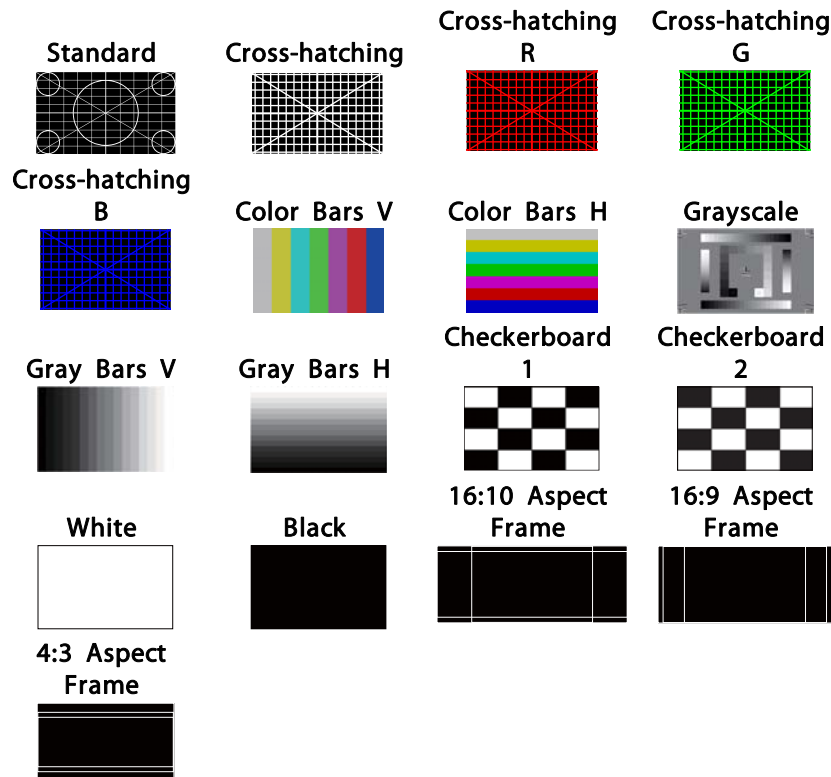 Standard
Cross-hatching
Cross-hatching
R
Cross-hatching
G
Cross-hatching
B
Color Bars V
Color Bars H
Grayscale
Gray Bars V
Gray Bars H
Checkerboard
1
Checkerboard
2
White
Black
16:10 Aspect
Frame
16:9 Aspect
Frame
4:3 Aspect
Frame